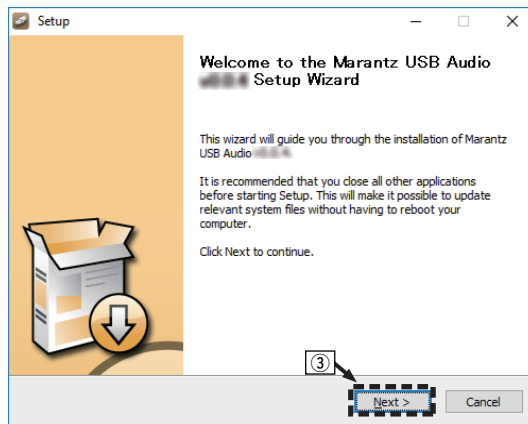 Setup
Welcome to the Marantz USB Audio
Setup Wizard
This wizard will guide you through the installation of Marantz
USB Audio
It is recommended that you close all other applications
before starting Setup. This will make it possible to update
relevant system files without having to reboot your
computer.
Click Next to continue.
③
Next >
Cancel